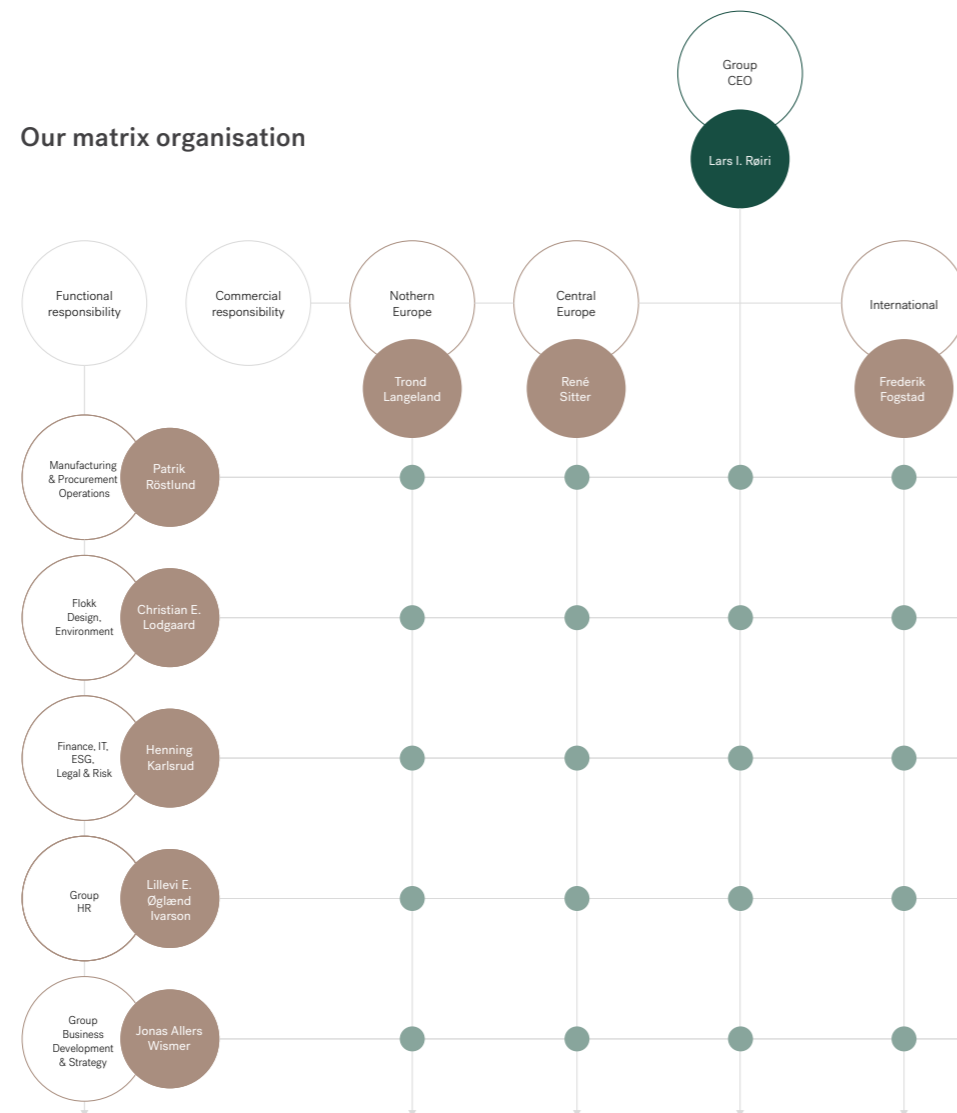 Group
CEO
Lars I. Røiri
Our matrix organisation
Functional
responsibility
Commercial
responsibility
Nothern
Europe
Central
Europe
International
Trond
Langeland
René
Sitter
Frederik
Fogstad
Manufacturing
& Procurement
Operations
Patrik
Röstlund
Flokk
Design,
Environment
Christian E.
Lodgaard
Finance, IT,
ESG,
Legal & Risk
Henning
Karlsrud
Group
HR
Lillevi E.
Øglænd
Ivarson
Group
Business
Development
& Strategy
Jonas Allers
Wismer